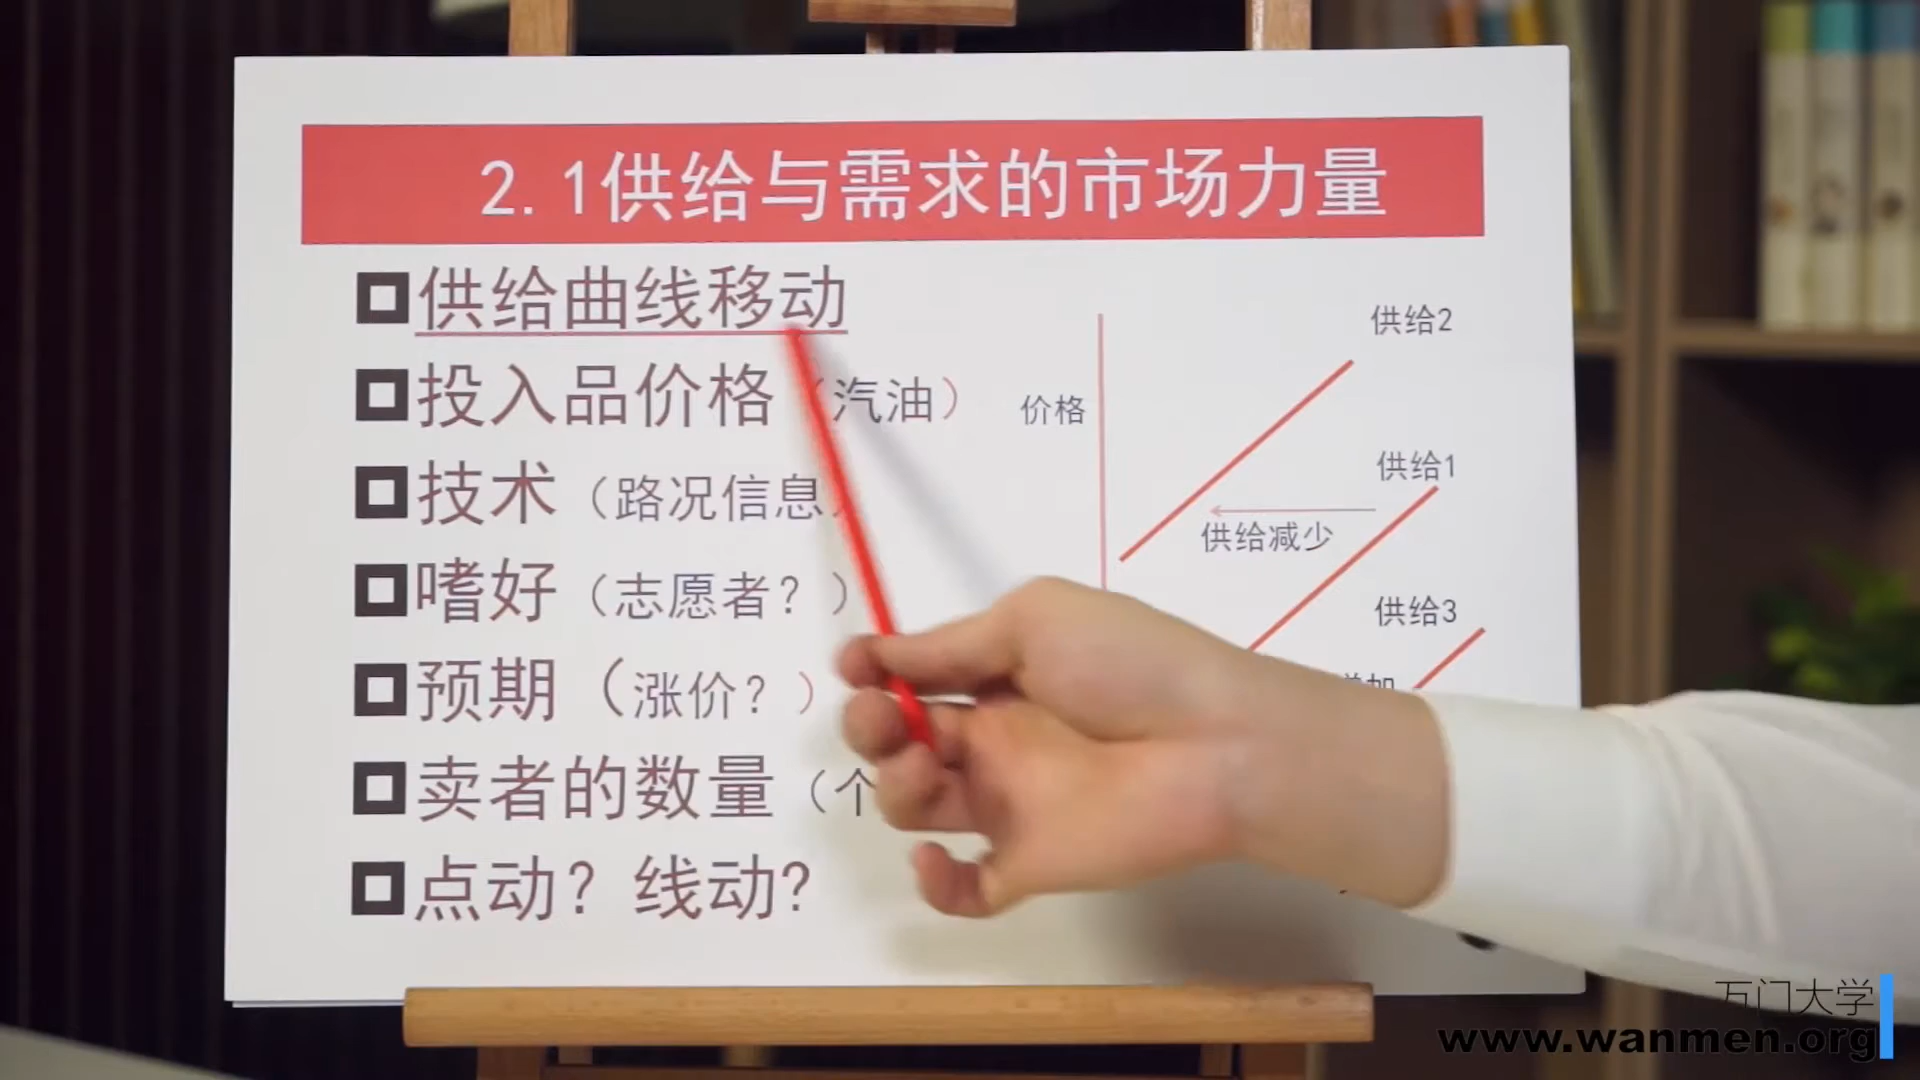 2.1供给与需求的市场力量
供给曲线移动
投入品价格（汽油）
技术（路况信息）
嗜好（志愿者？）
预期（涨价？）
卖者的数量（个
点动？线动?
价格
供给2
供给1
供给减少
供给3
增加
万门大学
www.wanmen.org